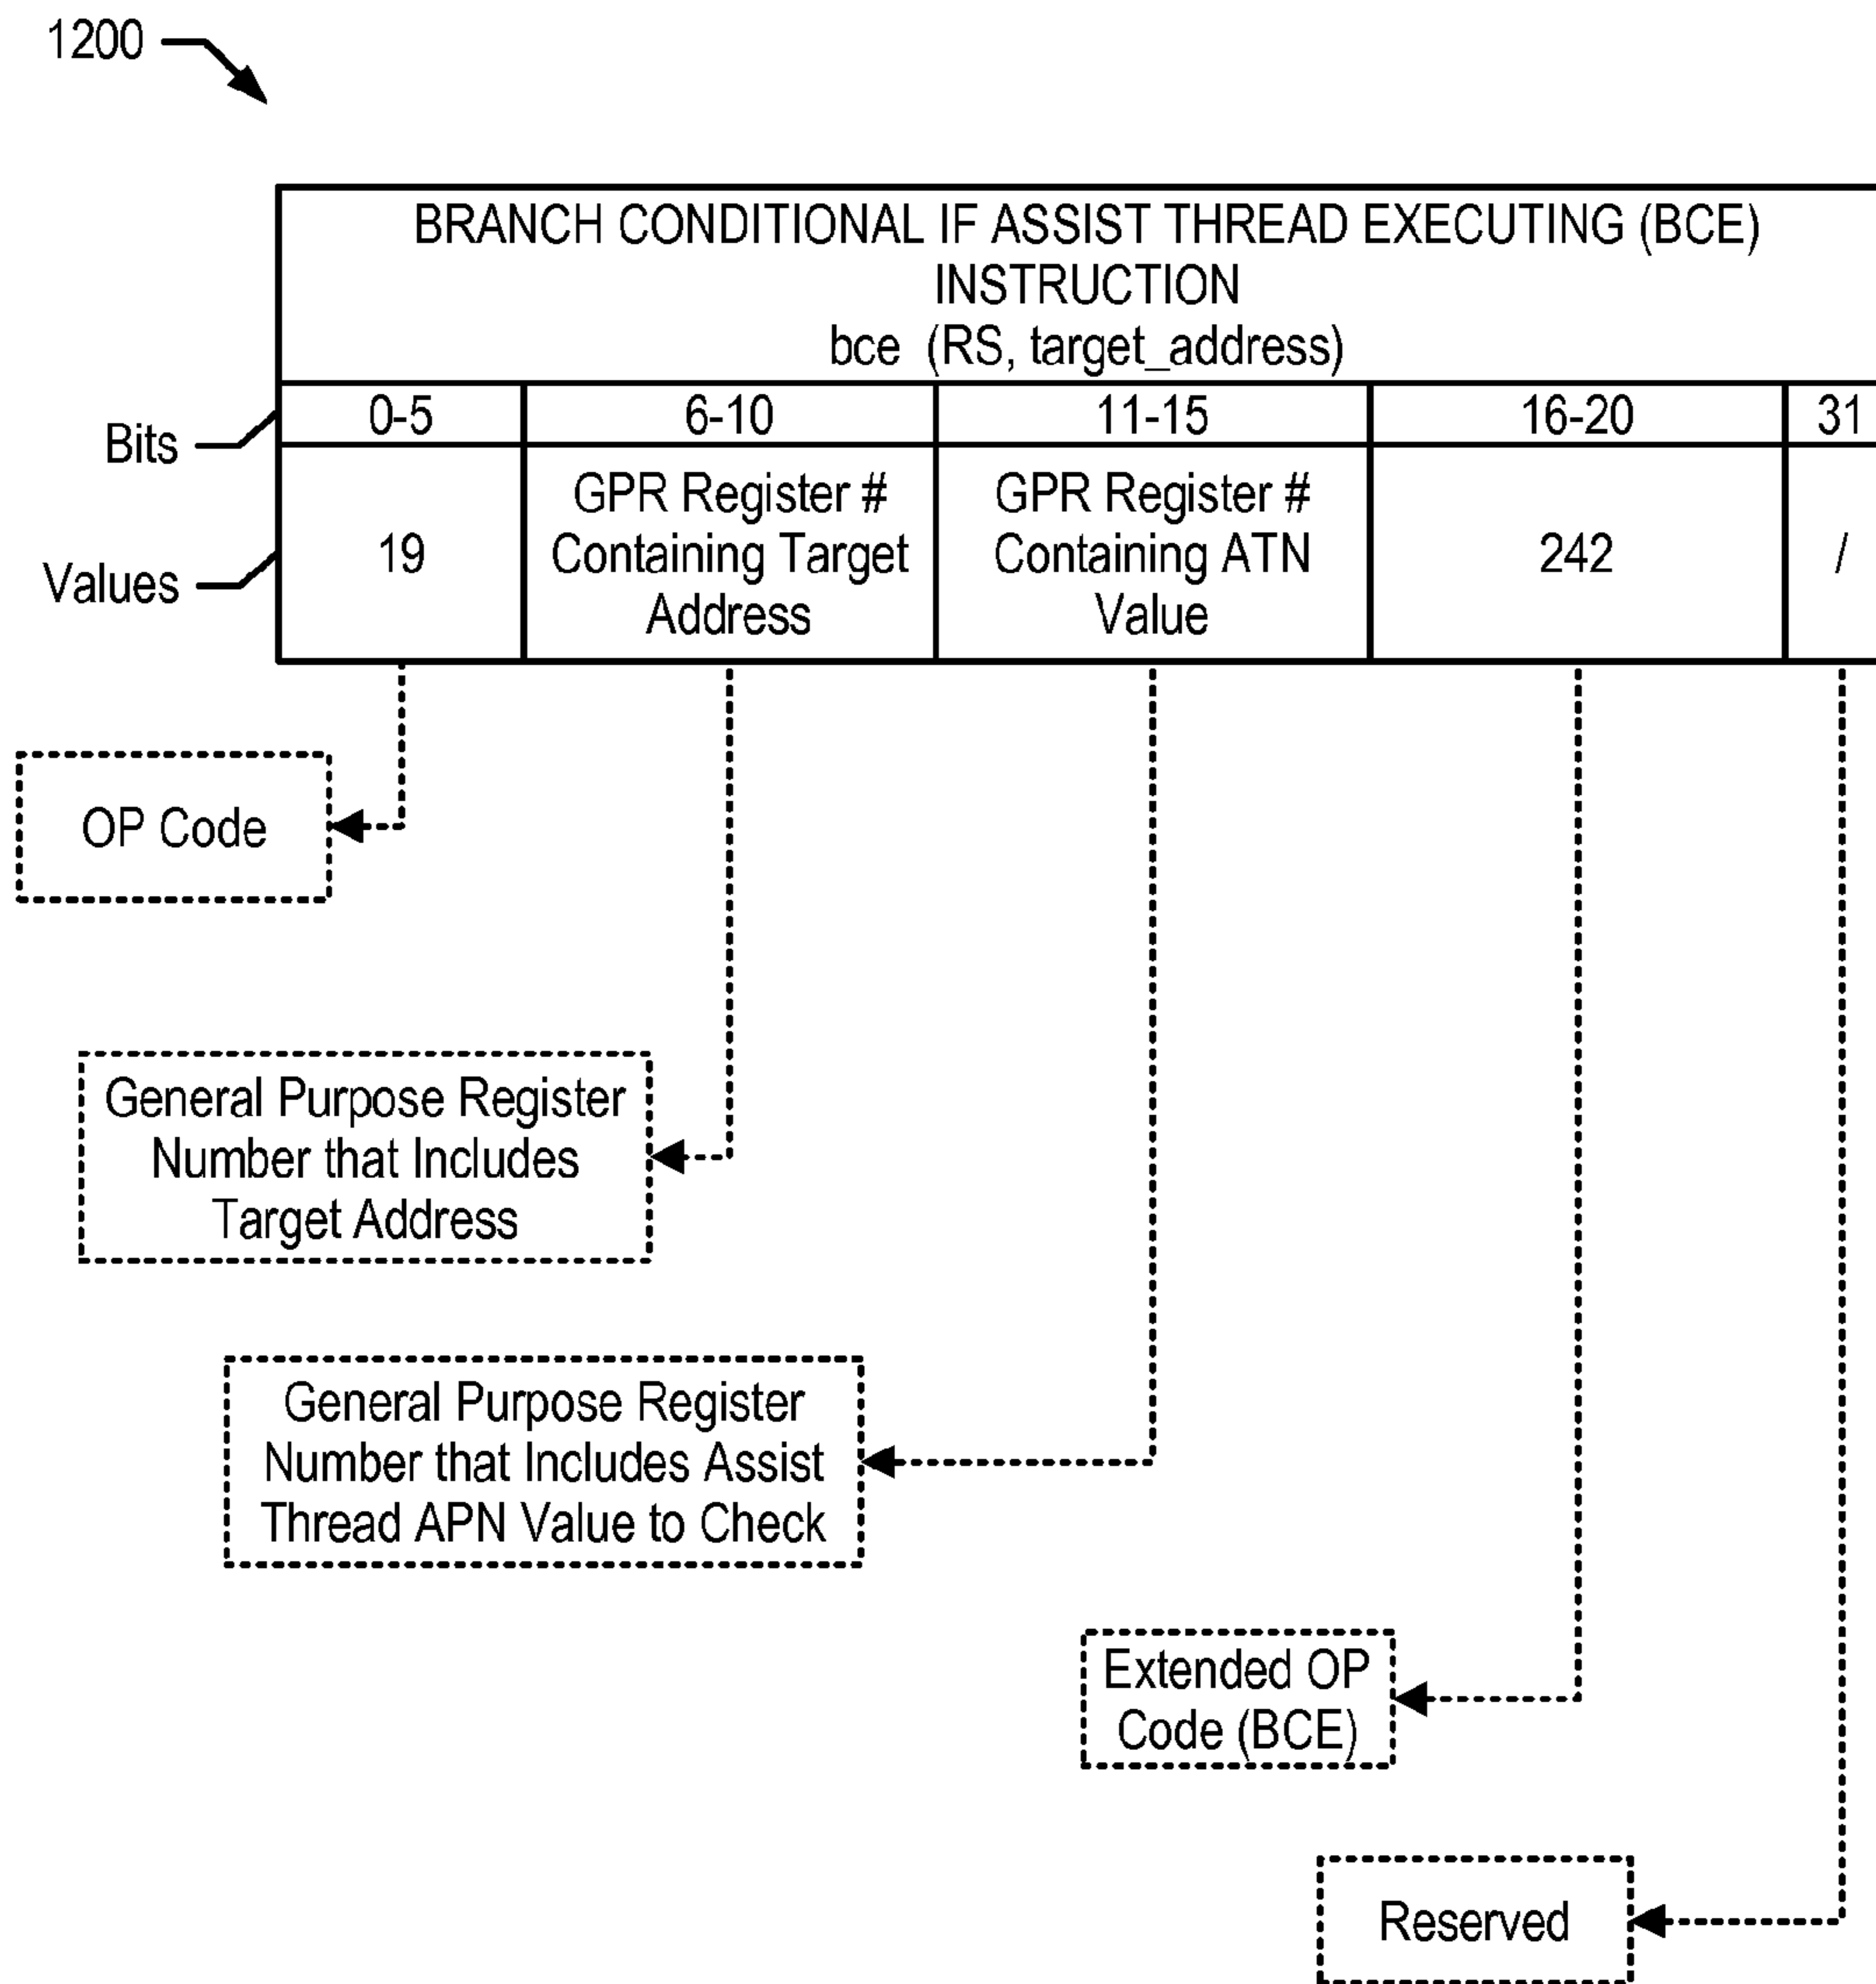 1200
BRANCH CONDITIONAL IF ASSIST THREAD EXECUTING (BCE)
INSTRUCTION
bce (RS, target_address)
Bits
0-5
6-10
11-15
16-20
31
Values
19
GPR Register #
Containing Target
Address
GPR Register #
Containing ATN
Value
242
/
OP Code
General Purpose Register
Number that Includes
Target Address
General Purpose Register
Number that Includes Assist
Thread APN Value to Check
Extended OP
Code (BCE)
Reserved